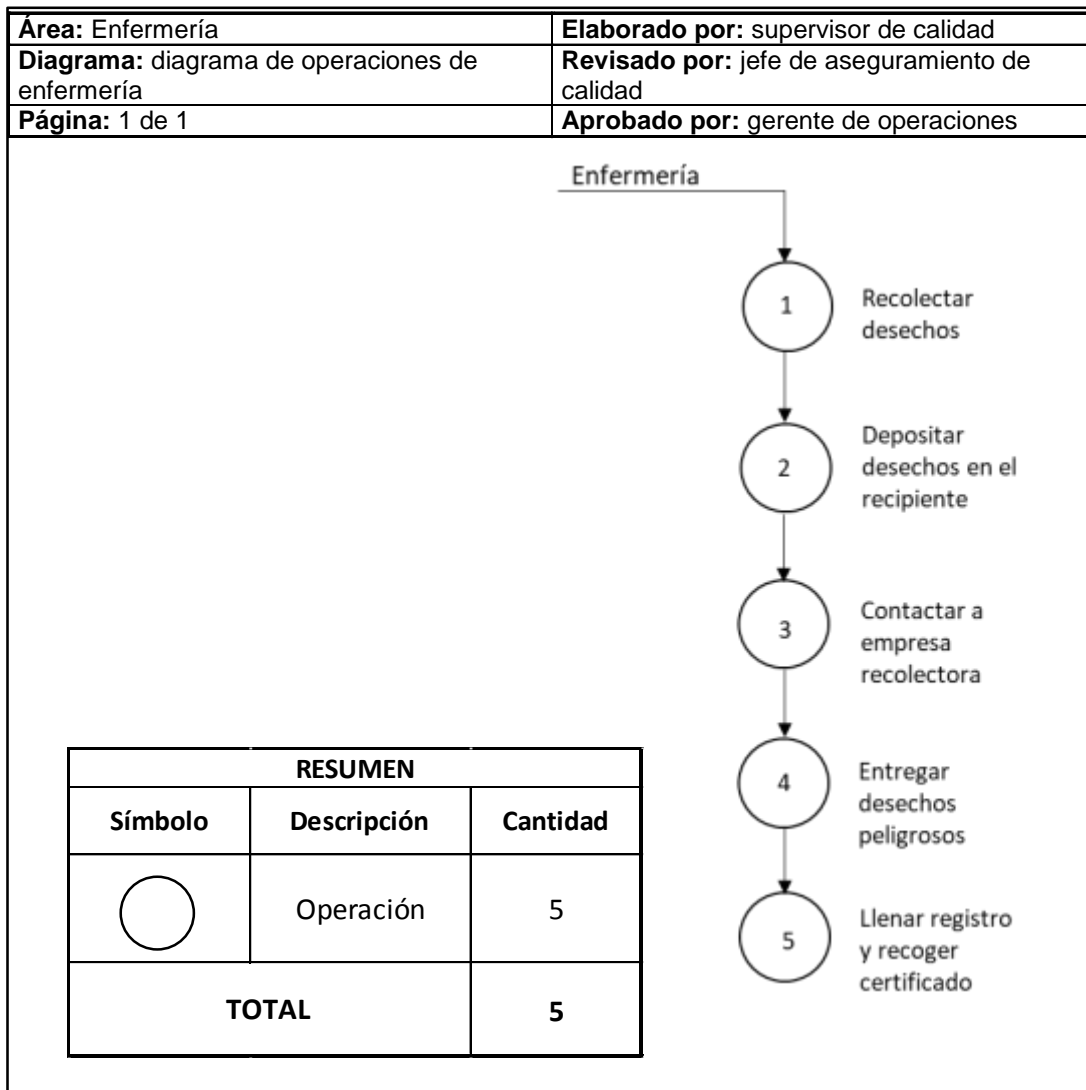 Área: Enfermería
Elaborado por: supervisor de calidad
Diagrama: diagrama de operaciones de
enfermería
Revisado por: jefe de aseguramiento de
calidad
Página: 1 de 1
Aprobado por: gerente de operaciones
Enfermería
1
Recolectar
desechos
2
Depositar
desechos en el
recipiente
3
Contactar a
empresa
recolectora
4
Entregar
desechos
peligrosos
5
Llenar registro
y recoger
certificado
RESUMEN
Símbolo Descripción Cantidad
Operación 5
TOTAL 5